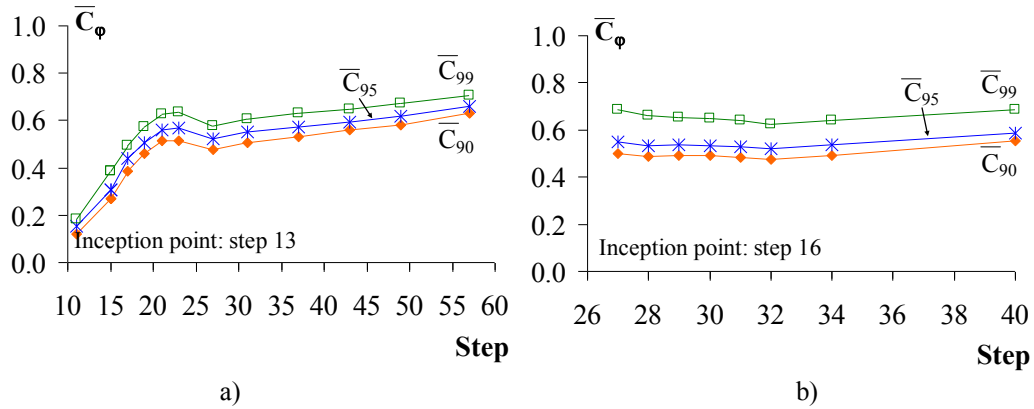 C̅φ
1.0
0.8
0.6
0.4
0.2
0.0
C̅95
C̅99
C̅90
Inception point: step 13
10 15 20 25 30 35 40 45 50 55 60
Step
a)
C̅φ
1.0
0.8
0.6
0.4
0.2
0.0
C̅95
C̅99
C̅90
Inception point: step 16
26 28 30 32 34 36 38 40
Step
b)